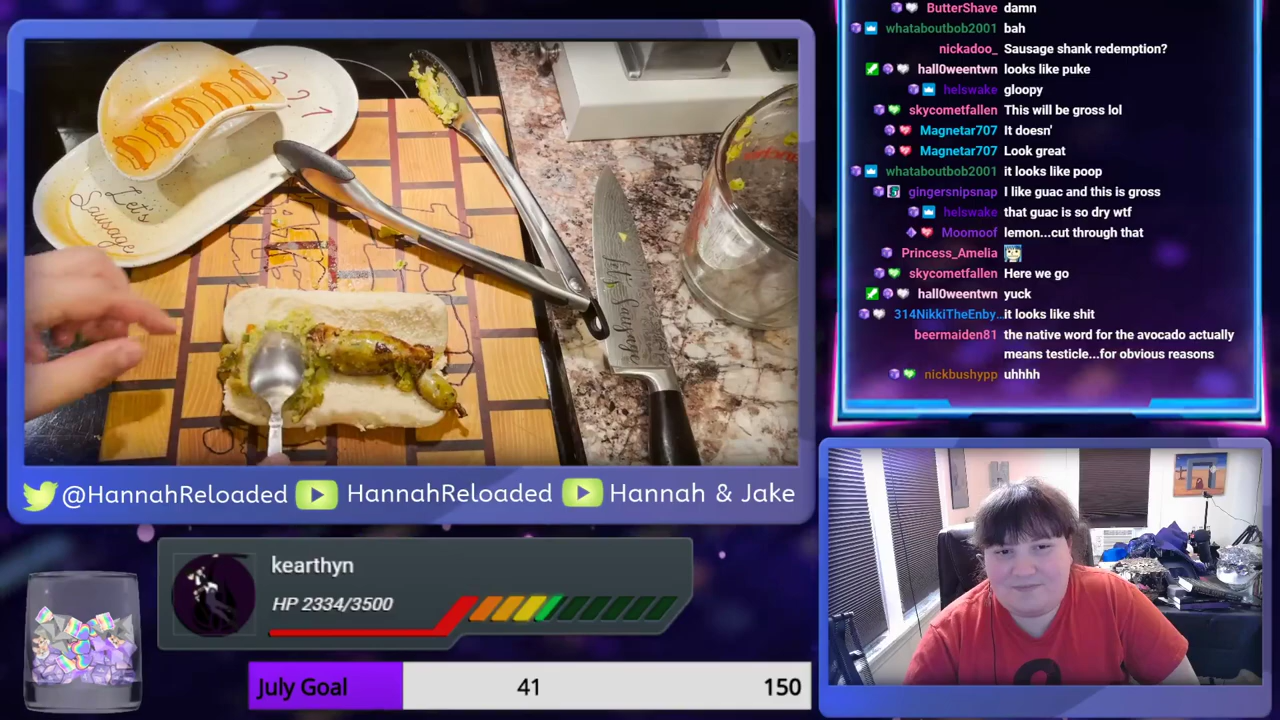 321
Let's
Sausage
Let's Sausage
@HannahReloaded
HannahReloaded
Hannah & Jake
kearthyn
HP 2334/3500
July Goal
41
150
ButterShave damn
whataboutbob2001 bah
nickadoo_ Sausage shank redemption?
hall0weentwn looks like puke
helswake gloopy
skycometfallen This will be gross lol
Magnetar707 It doesn'
Magnetar707 Look great
whataboutbob2001 it looks like poop
gingersnipsnap I like guac and this is gross
helswake that guac is so dry wtf
Moomoof lemon...cut through that
Princess_Amelia
skycometfallen Here we go
hall0weentwn yuck
314NikkiTheEnby... it looks like shit
beermaiden81 the native word for the avocado actually
means testicle...for obvious reasons
nickbushypp uhhhh